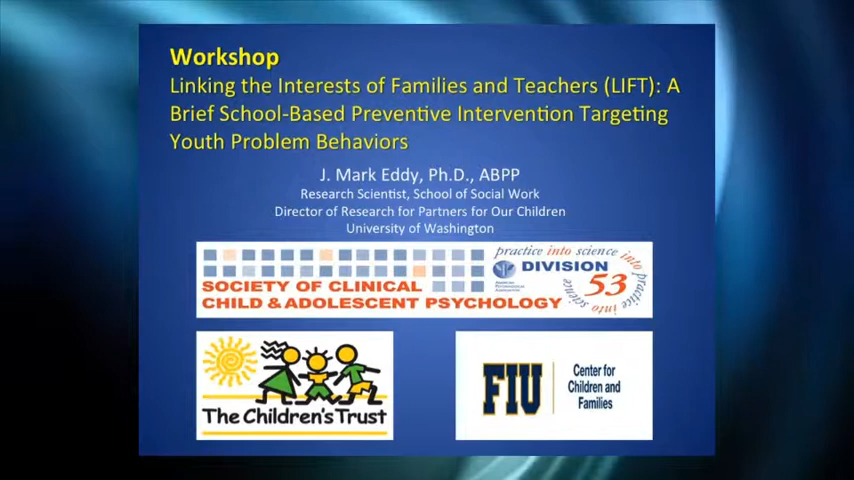 Workshop
Linking the Interests of Families and Teachers (LIFT): A
Brief School-Based Preventive Intervention Targeting
Youth Problem Behaviors
J. Mark Eddy, Ph.D., ABPP
Research Scientist, School of Social Work
Director of Research for Partners for Our Children
University of Washington
practice into science into practice into science
DIVISION
53
SOCIETY OF CLINICAL
CHILD & ADOLESCENT PSYCHOLOGY
The Children's Trust
FIU
Center for
Children and
Families